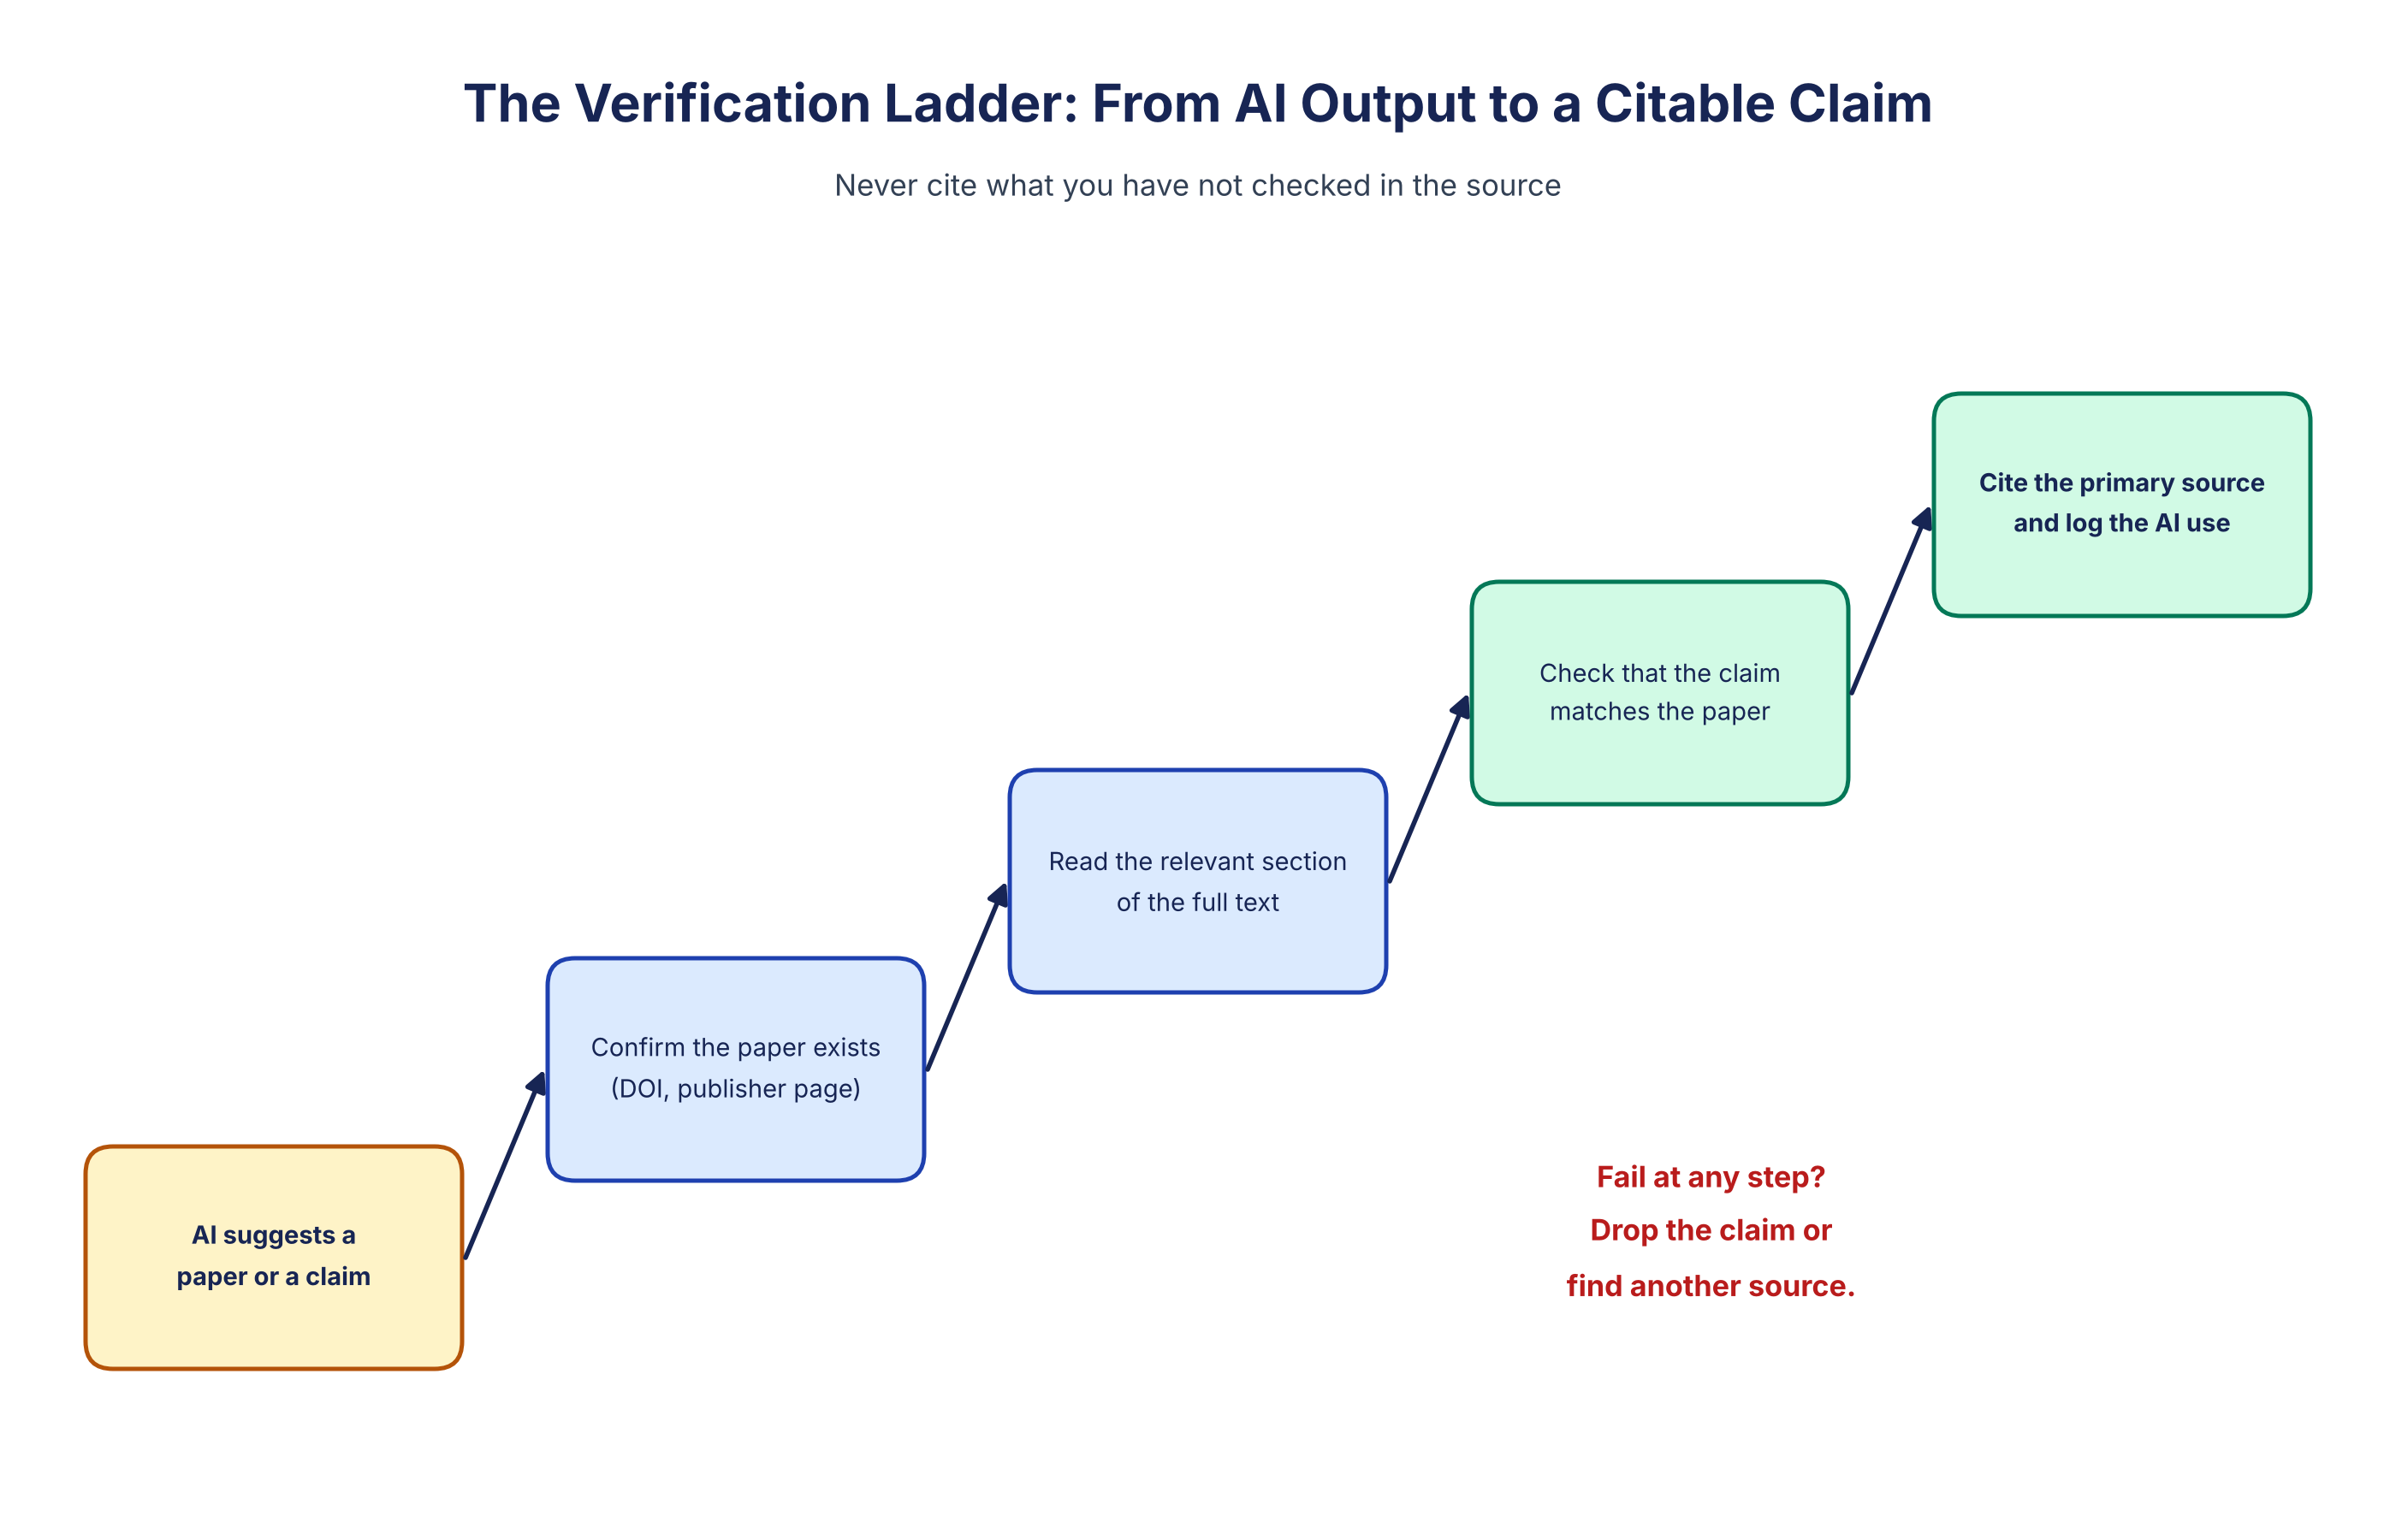 The Verification Ladder: From AI Output to a Citable Claim
Never cite what you have not checked in the source
Cite the primary source
and log the AI use
Check that the claim
matches the paper
Read the relevant section
of the full text
Confirm the paper exists
(DOI, publisher page)
AI suggests a
paper or a claim
Fail at any step?
Drop the claim or
find another source.